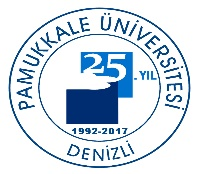 PAMUKKALE ÜNİVERSİTESİ
25. YIL
1992-2017
DENİZLİ